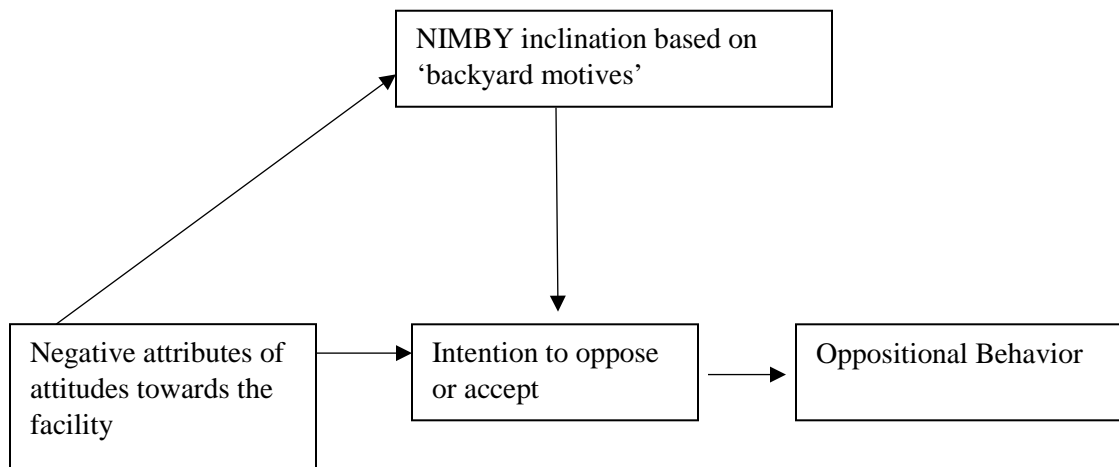 NIMBY inclination based on
‘backyard motives’
Negative attributes of
attitudes towards the
facility
Intention to oppose
or accept
Oppositional Behavior